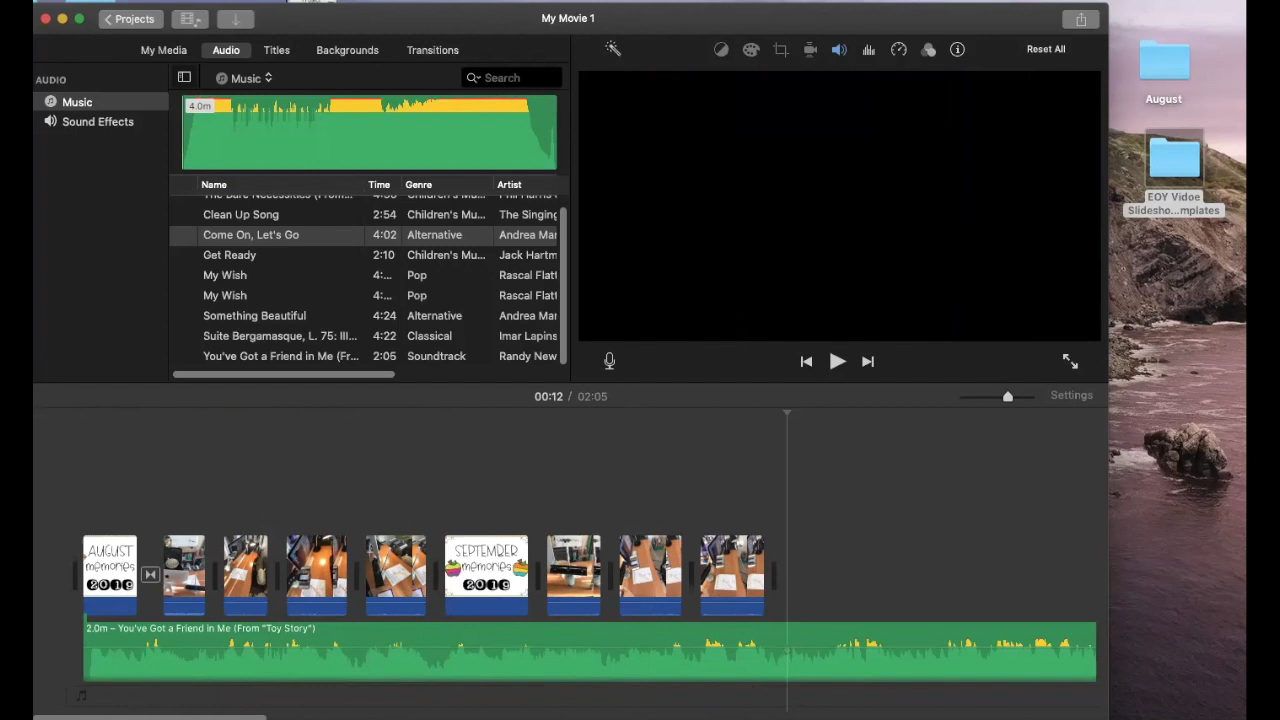 Projects
My Movie 1
My Media
Audio
Titles
Backgrounds
Transitions
Reset All
AUDIO
Music
Search
Music
Sound Effects
4.0m
Name Time Genre Artist
Clean Up Song 2:54 Children's Mu... The Singing
Come On, Let's Go 4:02 Alternative Andrea Mar
Get Ready 2:10 Children's Mu... Jack Hartm
My Wish 4:... Pop Rascal Flatt
My Wish 4:... Pop Rascal Flatt
Something Beautiful 4:24 Alternative Andrea Mar
Suite Bergamasque, L. 75: III... 4:22 Classical Imar Lapins
You've Got a Friend in Me (Fr... 2:05 Soundtrack Randy New
00:12 / 02:05
Settings
AUGUST
memories
2019
SEPTEMBER
memories
2019
2.0m – You've Got a Friend in Me (From "Toy Story")
August
EOY Vidoe
Slidesho...mplates